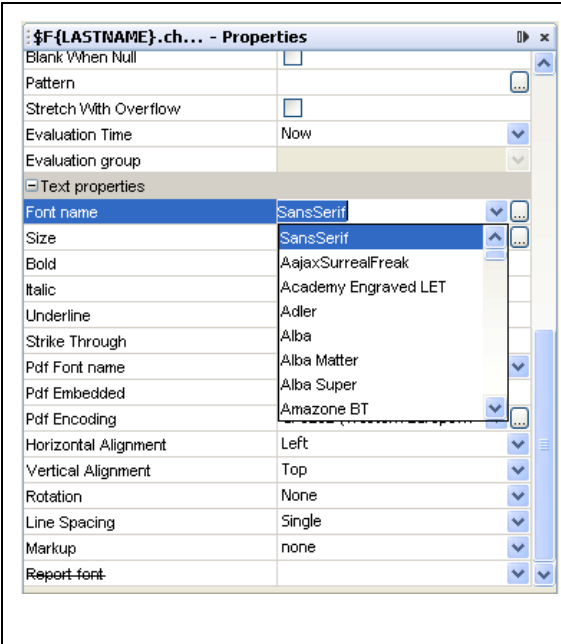 $F{LASTNAME}.ch... - Properties
Blank When Null
Pattern ...
Stretch With Overflow
Evaluation Time Now
Evaluation group
Text properties
Font name SansSerif ...
Size SansSerif ...
Bold AajaxSurrealFreak
Italic Academy Engraved LET
Underline Adler
Strike Through Alba
Pdf Font name Alba Matter
Pdf Embedded Alba Super
Pdf Encoding Amazone BT ...
Horizontal Alignment Left
Vertical Alignment Top
Rotation None
Line Spacing Single
Markup none
Report font